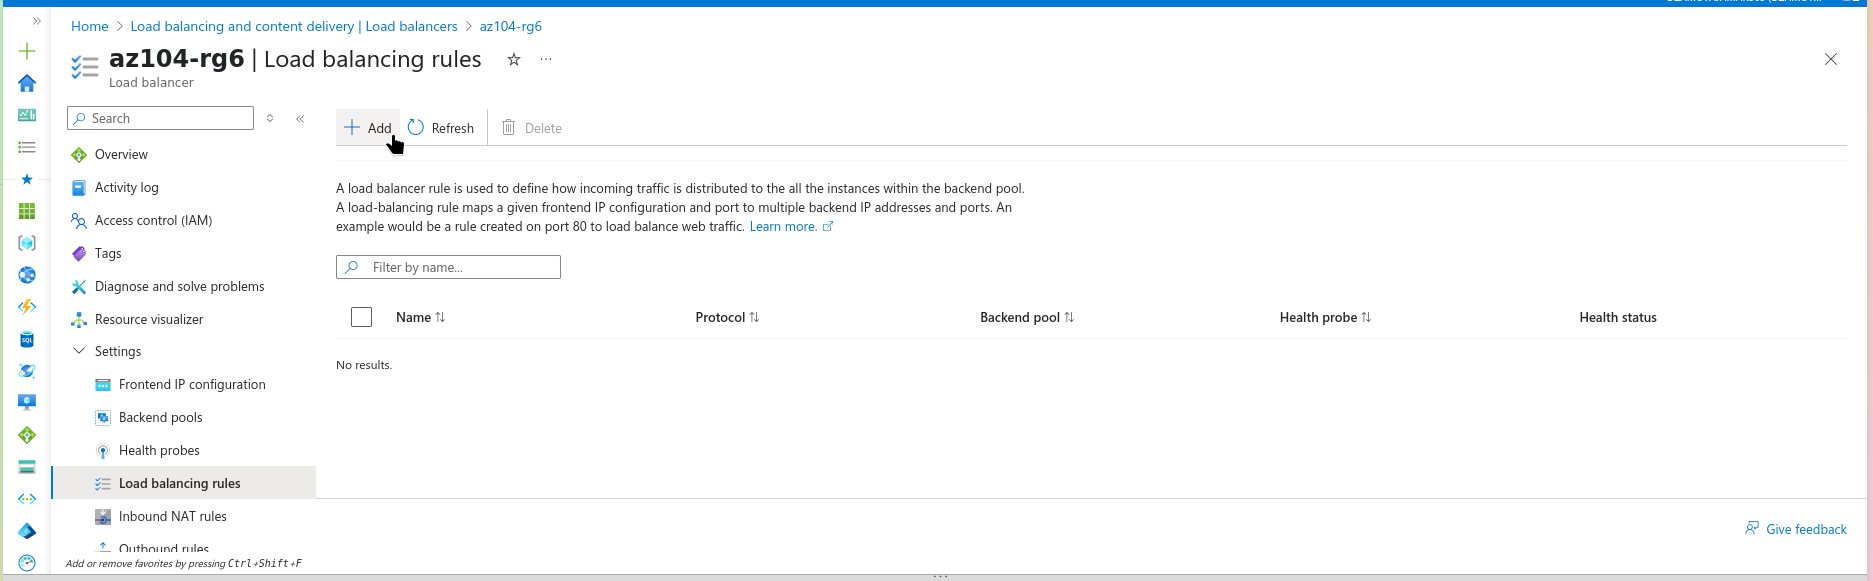 Home > Load balancing and content delivery | Load balancers > az104-rg6
az104-rg6 | Load balancing rules
Load balancer
Search
Overview
Activity log
Access control (IAM)
Tags
Diagnose and solve problems
Resource visualizer
Settings
Frontend IP configuration
Backend pools
Health probes
Load balancing rules
Inbound NAT rules
Outbound rules
Add or remove favorites by pressing Ctrl+Shift+F
Add Refresh Delete
A load balancer rule is used to define how incoming traffic is distributed to the all the instances within the backend pool.
A load-balancing rule maps a given frontend IP configuration and port to multiple backend IP addresses and ports. An
example would be a rule created on port 80 to load balance web traffic. Learn more.
Filter by name...
Name Protocol Backend pool Health probe Health status
No results.
Give feedback